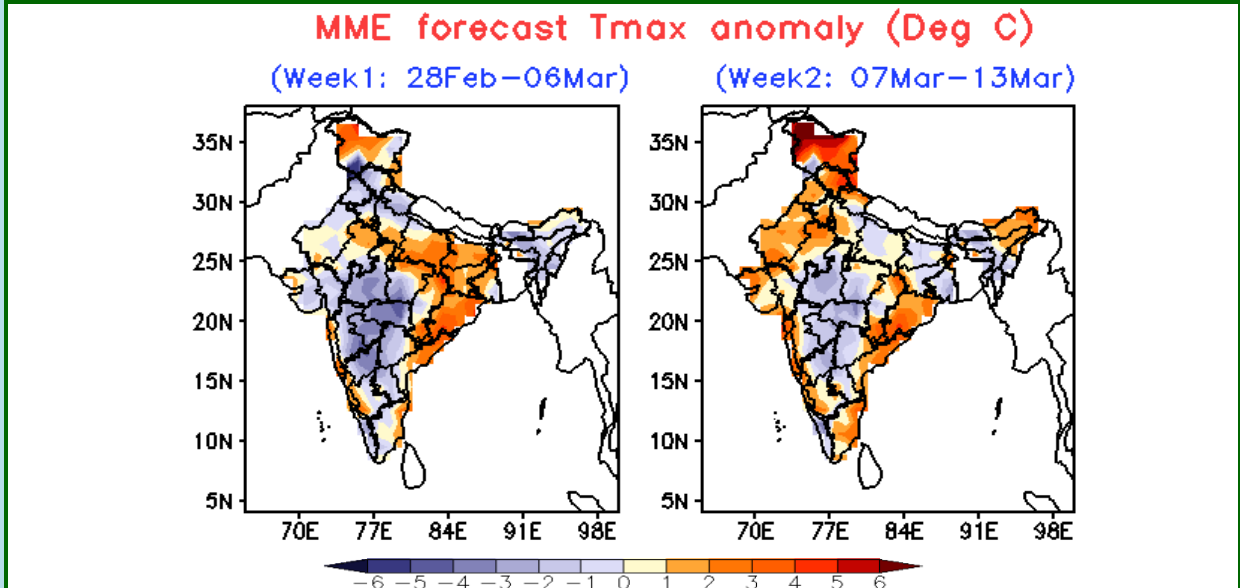 MME forecast Tmax anomaly (Deg C)
(Week1: 28Feb–06Mar) (Week2: 07Mar–13Mar)
35N 35N
30N 30N
25N 25N
20N 20N
15N 15N
10N 10N
5N 5N
70E 77E 84E 91E 98E 70E 77E 84E 91E 98E
−6 −5 −4 −3 −2 −1 0 1 2 3 4 5 6